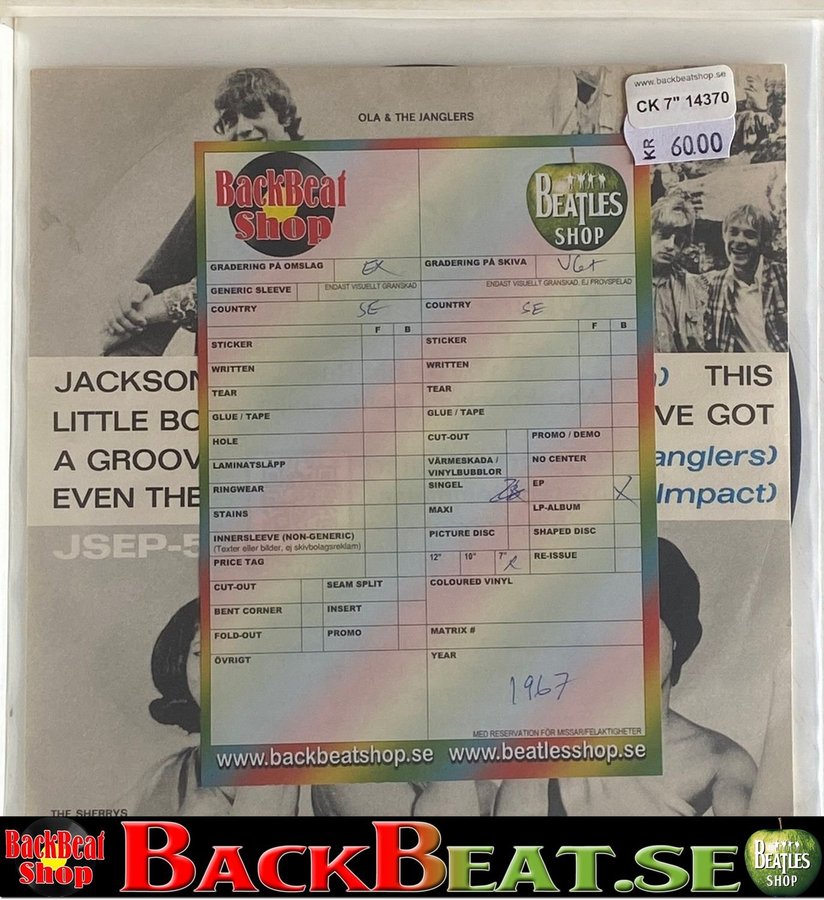 www.backbeatshop.se
CK 7" 14370
KR 60.00
OLA & THE JANGLERS
BackBeat Shop
BEATLES SHOP
GRADERING PÅ OMSLAG EX
GRADERING PÅ SKIVA VG+
GENERIC SLEEVE
ENDAST VISUELLT GRANSKAD
ENDAST VISUELLT GRANSKAD, EJ PROVSPELAD
COUNTRY SE
COUNTRY SE
F B
F B
STICKER
STICKER
WRITTEN
WRITTEN
TEAR
TEAR
GLUE / TAPE
GLUE / TAPE
HOLE
CUT-OUT
PROMO / DEMO
LAMINATSLÄPP
VÄRMESKADA / VINYLBUBBLOR
NO CENTER
RINGWEAR
SINGEL
EP X
STAINS
MAXI
LP-ALBUM
INNERSLEEVE (NON-GENERIC)
(Texter eller bilder, ej skivbolagsreklam)
PICTURE DISC
SHAPED DISC
PRICE TAG
12" 10" 7"
RE-ISSUE
CUT-OUT
SEAM SPLIT
COLOURED VINYL
BENT CORNER
INSERT
FOLD-OUT
PROMO
MATRIX #
ÖVRIGT
YEAR
1967
MED RESERVATION FÖR MISSAR/FELAKTIGHETER
www.backbeatshop.se www.beatlesshop.se
JACKSON
) THIS
LITTLE BO
VE GOT
A GROOV
anglers)
EVEN THE
Impact)
JSEP-5
THE SHERRYS
BackBeat Shop
BACKBEAT.SE
BEATLES SHOP